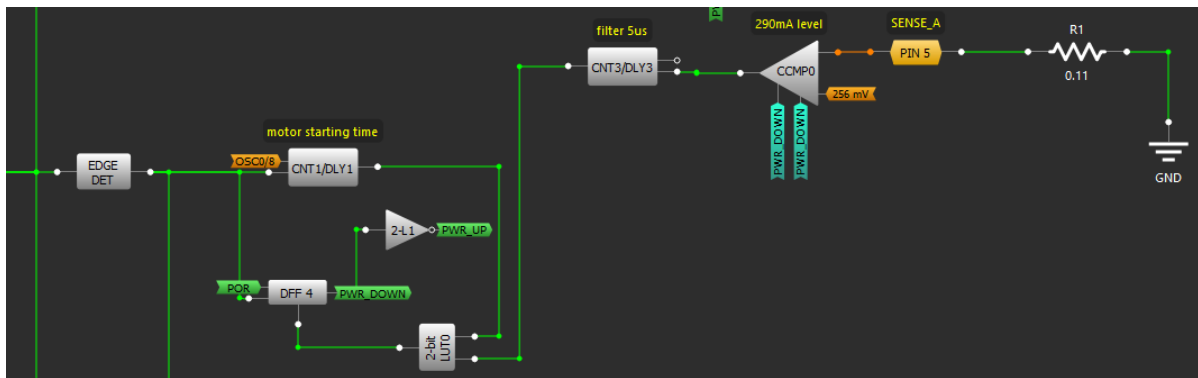 290mA level
SENSE_A
filter 5us
R1
CNT3/DLY3
CCMP0
PIN 5
0.11
256 mV
PWR_DOWN
PWR_DOWN
GND
motor starting time
EDGE
DET
OSC0/8
CNT1/DLY1
2-L1
PWR_UP
POR
DFF 4
PWR_DOWN
2-bit
LUT0